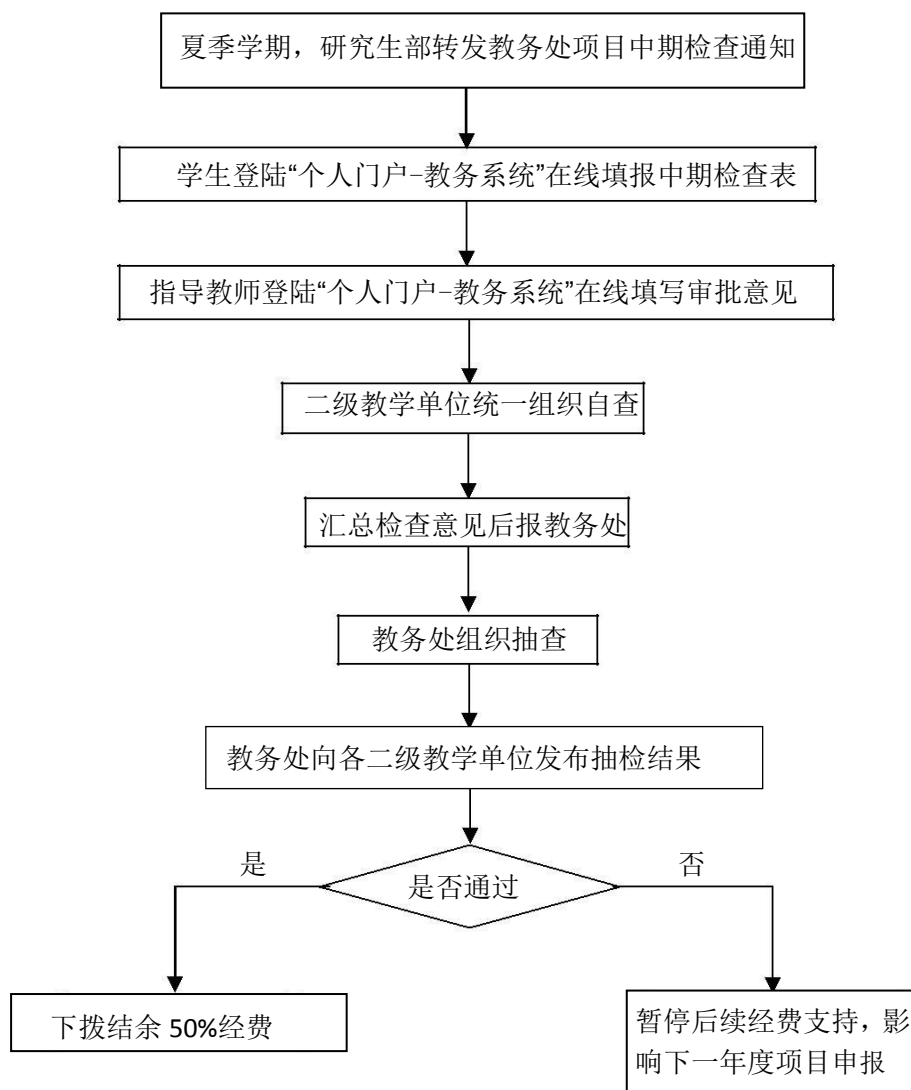 夏季学期，研究生部转发教务处项目中期检查通知
学生登陆“个人门户-教务系统”在线填报中期检查表
指导教师登陆“个人门户-教务系统”在线填写审批意见
二级教学单位统一组织自查
汇总检查意见后报教务处
教务处组织抽查
教务处向各二级教学单位发布抽检结果
是否通过
是
否
下拨结余 50%经费
暂停后续经费支持，影
响下一年度项目申报